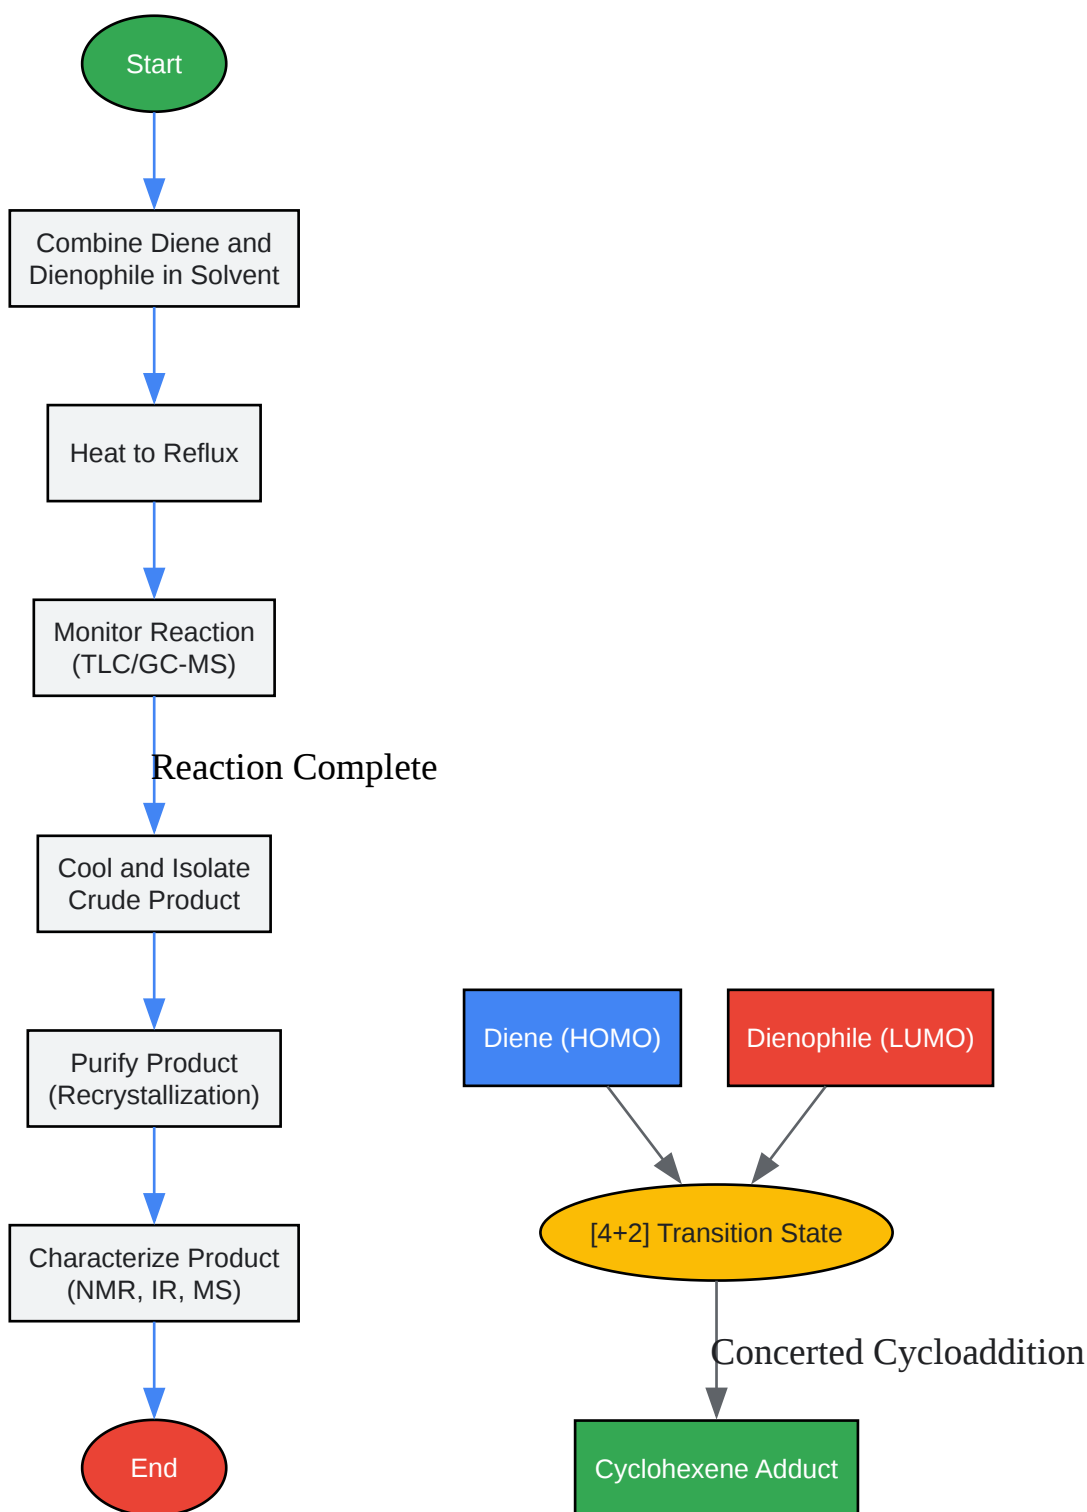 Start
Combine Diene and
Dienophile in Solvent
Heat to Reflux
Monitor Reaction
(TLC/GC-MS)
Reaction Complete
Cool and Isolate
Crude Product
Purify Product
(Recrystallization)
Characterize Product
(NMR, IR, MS)
End
Diene (HOMO)
Dienophile (LUMO)
[4+2] Transition State
Concerted Cycloaddition
Cyclohexene Adduct